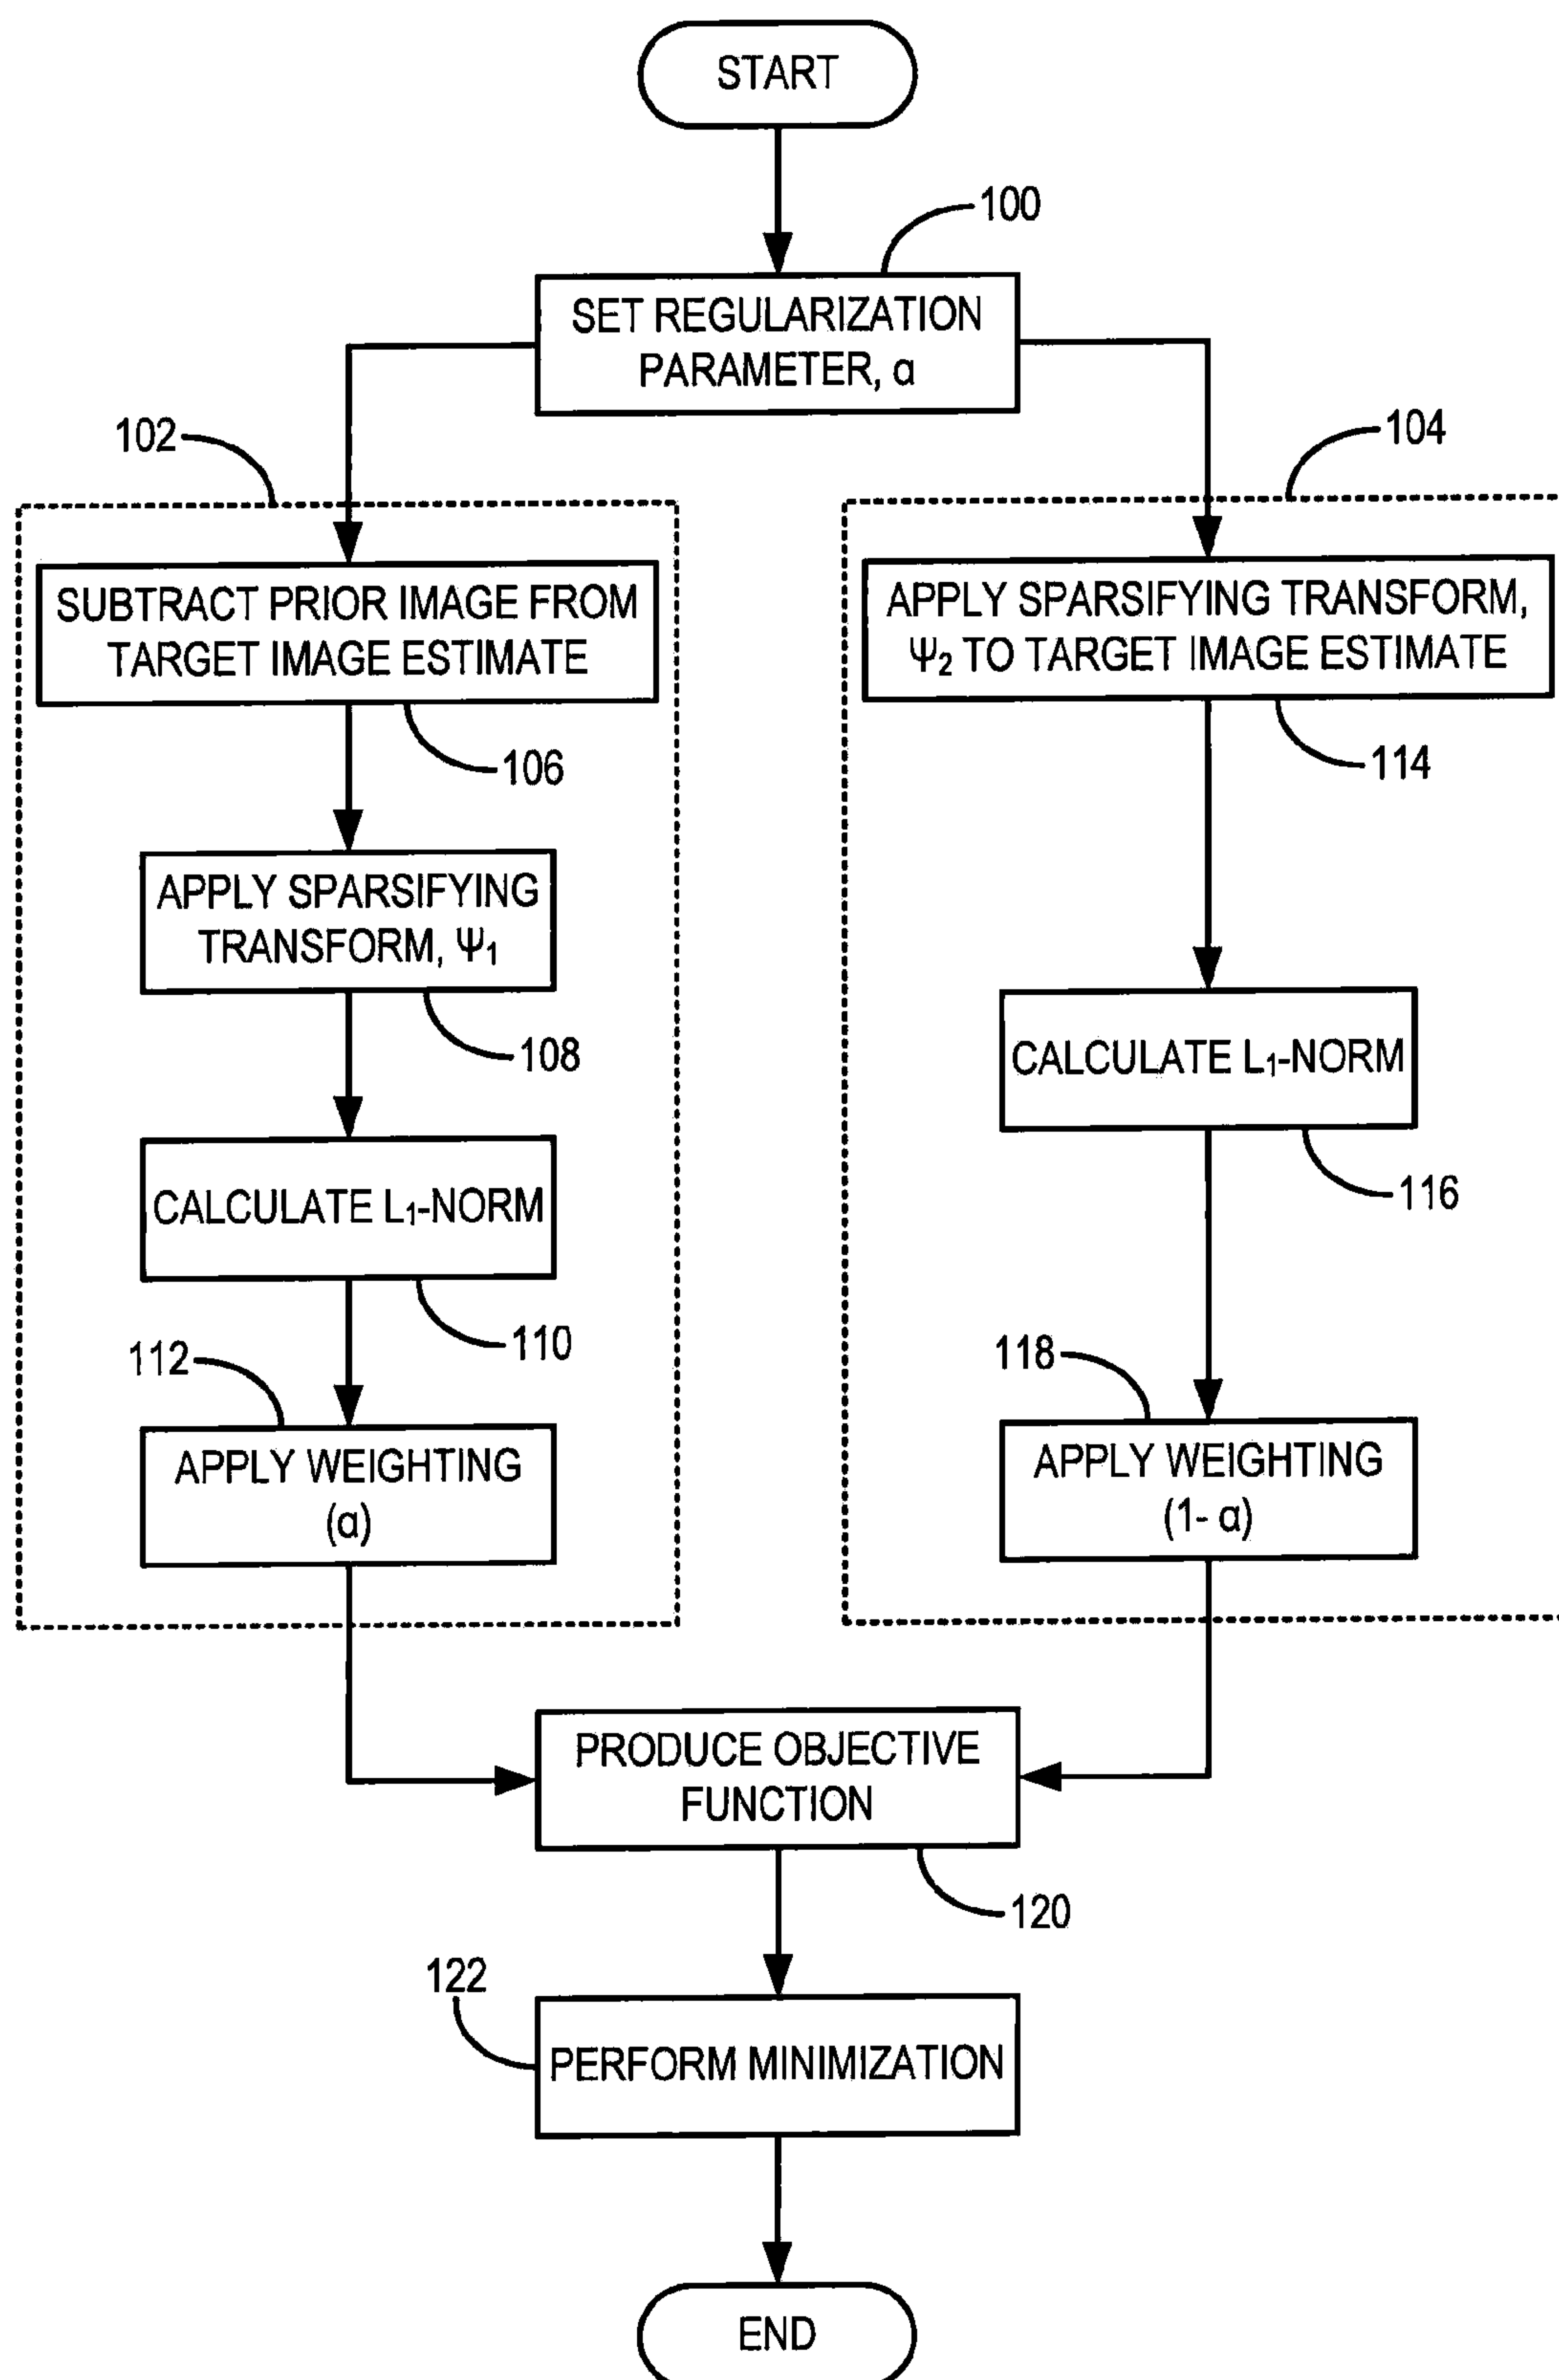 START
100
SET REGULARIZATION
PARAMETER, α
102
104
SUBTRACT PRIOR IMAGE FROM
TARGET IMAGE ESTIMATE
106
APPLY SPARSIFYING TRANSFORM,
Ψ₂ TO TARGET IMAGE ESTIMATE
114
APPLY SPARSIFYING
TRANSFORM, Ψ₁
108
CALCULATE L₁-NORM
116
CALCULATE L₁-NORM
110
112
APPLY WEIGHTING
(α)
118
APPLY WEIGHTING
(1- α)
PRODUCE OBJECTIVE
FUNCTION
120
122
PERFORM MINIMIZATION
END